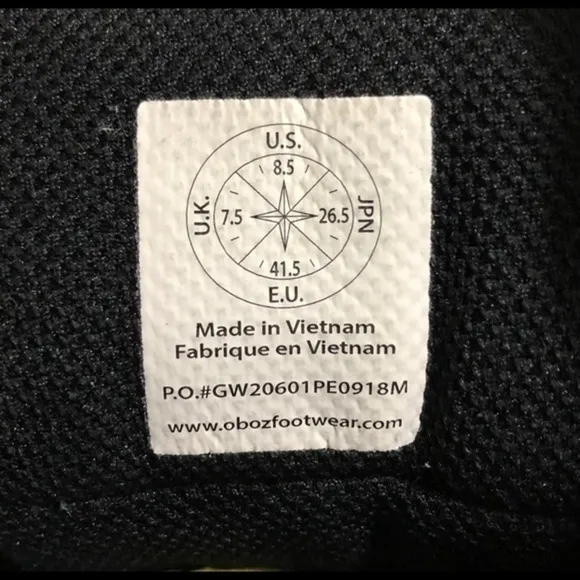 U.S.
8.5
U.K. 7.5 26.5 JPN
41.5
E.U.
Made in Vietnam
Fabrique en Vietnam
P.O.#GW20601PE0918M
www.obozfootwear.com